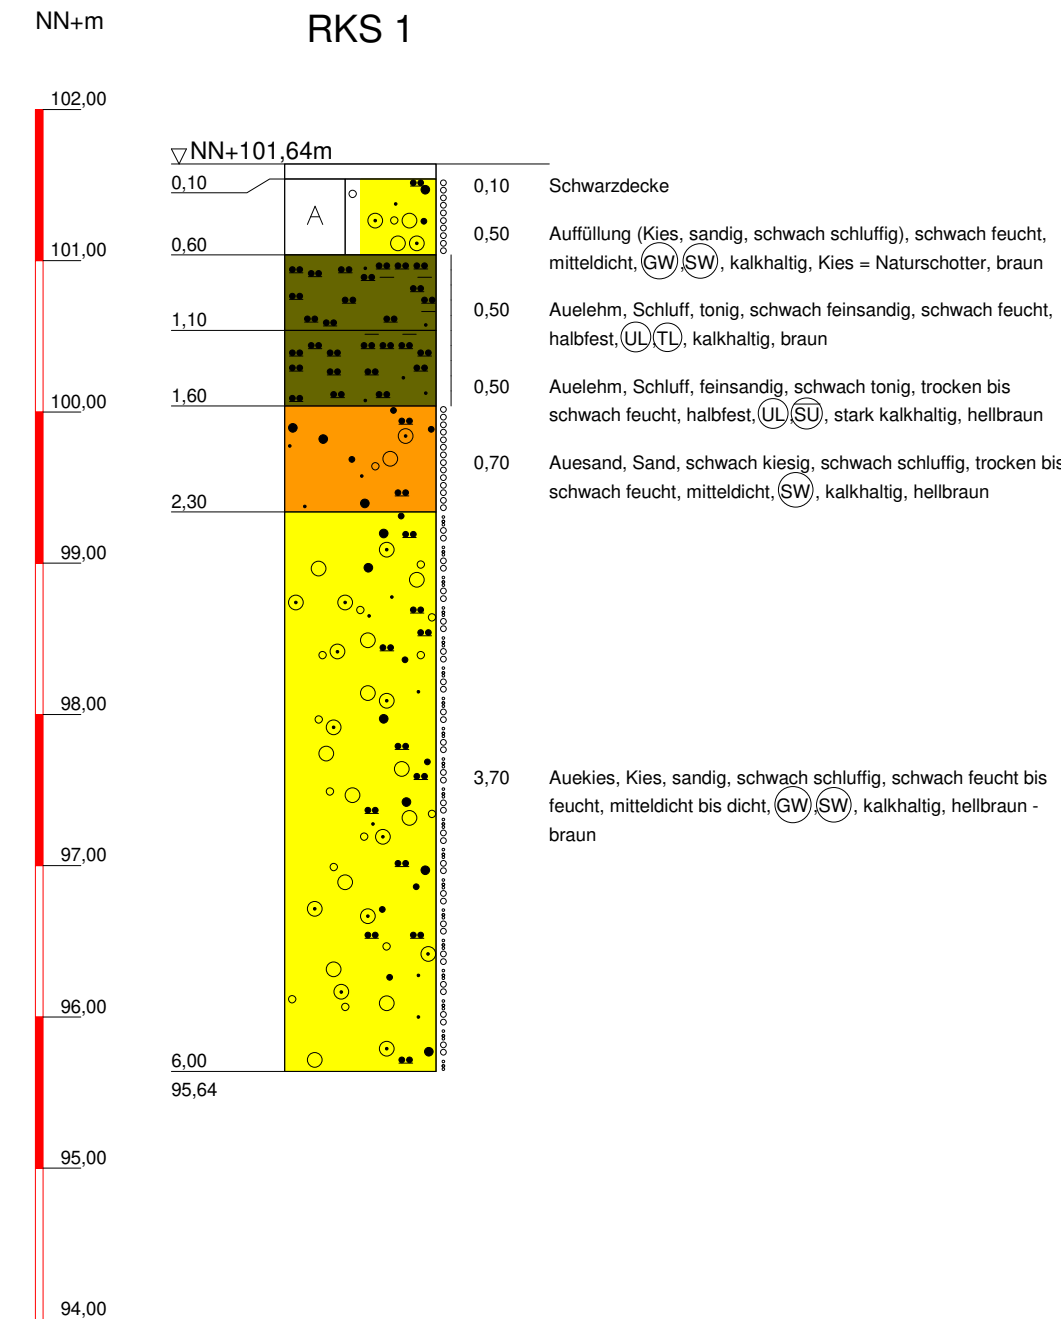 NN+m
RKS 1
102,00
NN+101,64m
0,10
0,10 Schwarzdecke
A
0,50 Auffüllung (Kies, sandig, schwach schluffig), schwach feucht,
mitteldicht, GW, SW, kalkhaltig, Kies = Naturschotter, braun
0,60
101,00
0,50 Auelehm, Schluff, tonig, schwach feinsandig, schwach feucht,
halbfest, UL, TL, kalkhaltig, braun
1,10
0,50 Auelehm, Schluff, feinsandig, schwach tonig, trocken bis
schwach feucht, halbfest, UL, S̅U̅, stark kalkhaltig, hellbraun
1,60
100,00
0,70 Auesand, Sand, schwach kiesig, schwach schluffig, trocken bis
schwach feucht, mitteldicht, SW, kalkhaltig, hellbraun
2,30
99,00
98,00
3,70 Auekies, Kies, sandig, schwach schluffig, schwach feucht bis
feucht, mitteldicht bis dicht, GW, SW, kalkhaltig, hellbraun -
braun
97,00
96,00
6,00
95,64
95,00
94,00